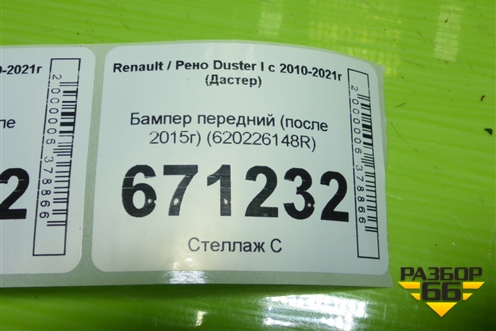 0-2021г
Renault / Рено Duster I с 2010-2021г
(Дастер)
ле
Бампер передний (после
2015г) (620226148R)
2
671232
Стеллаж С
2000006378866
2000006378866
РАЗБОР
66